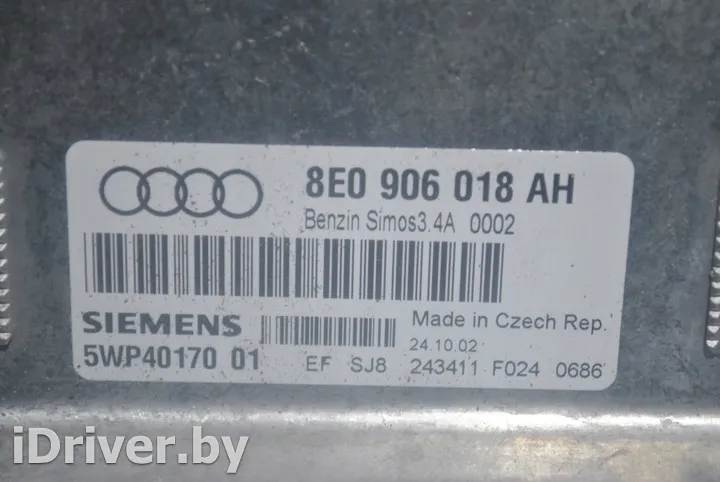 8E0 906 018 AH
Benzin Simos3.4A 0002
SIEMENS
Made in Czech Rep.
24.10.02
5WP40170 01
EF SJ8 243411 F024 0686
iDriver.by